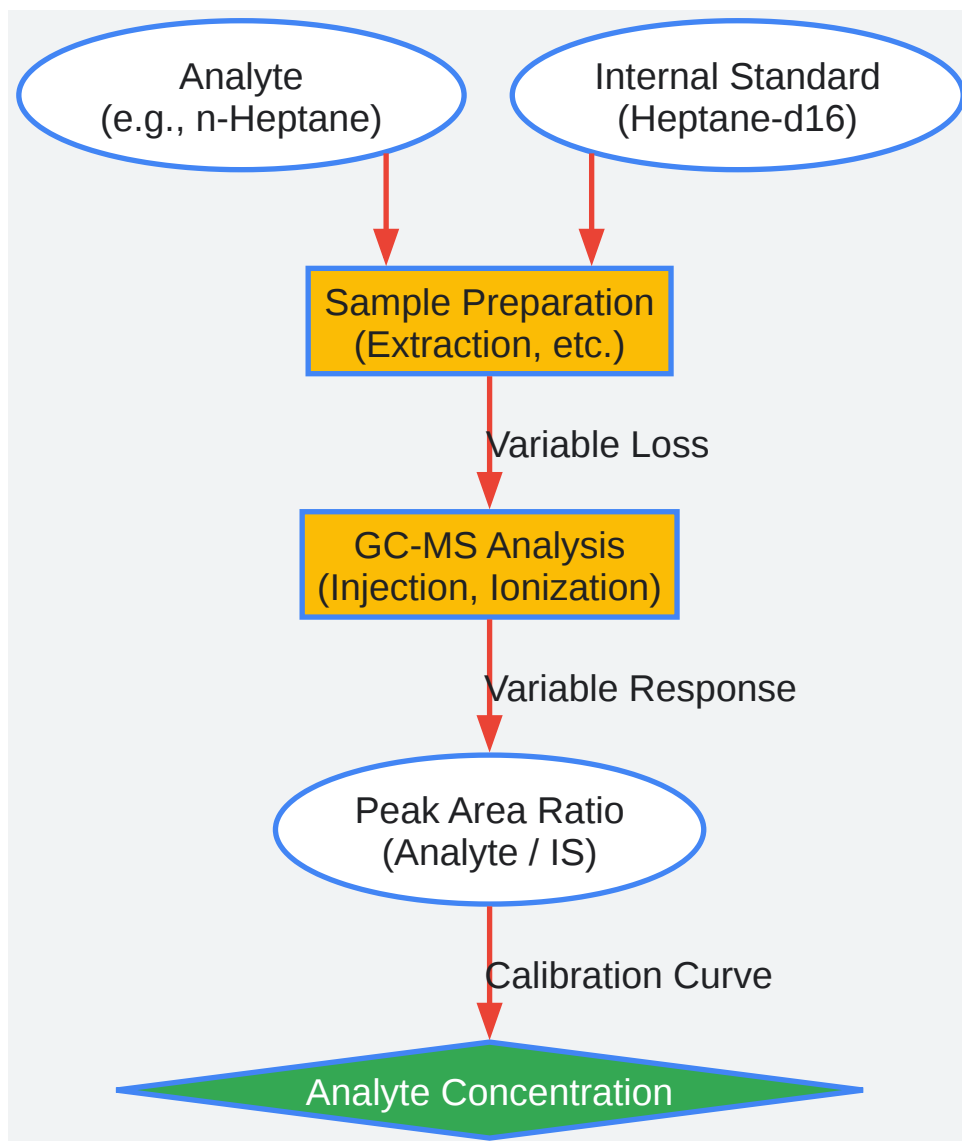 Analyte
(e.g., n-Heptane)
Internal Standard
(Heptane-d16)
Sample Preparation
(Extraction, etc.)
Variable Loss
GC-MS Analysis
(Injection, Ionization)
Variable Response
Peak Area Ratio
(Analyte / IS)
Calibration Curve
Analyte Concentration